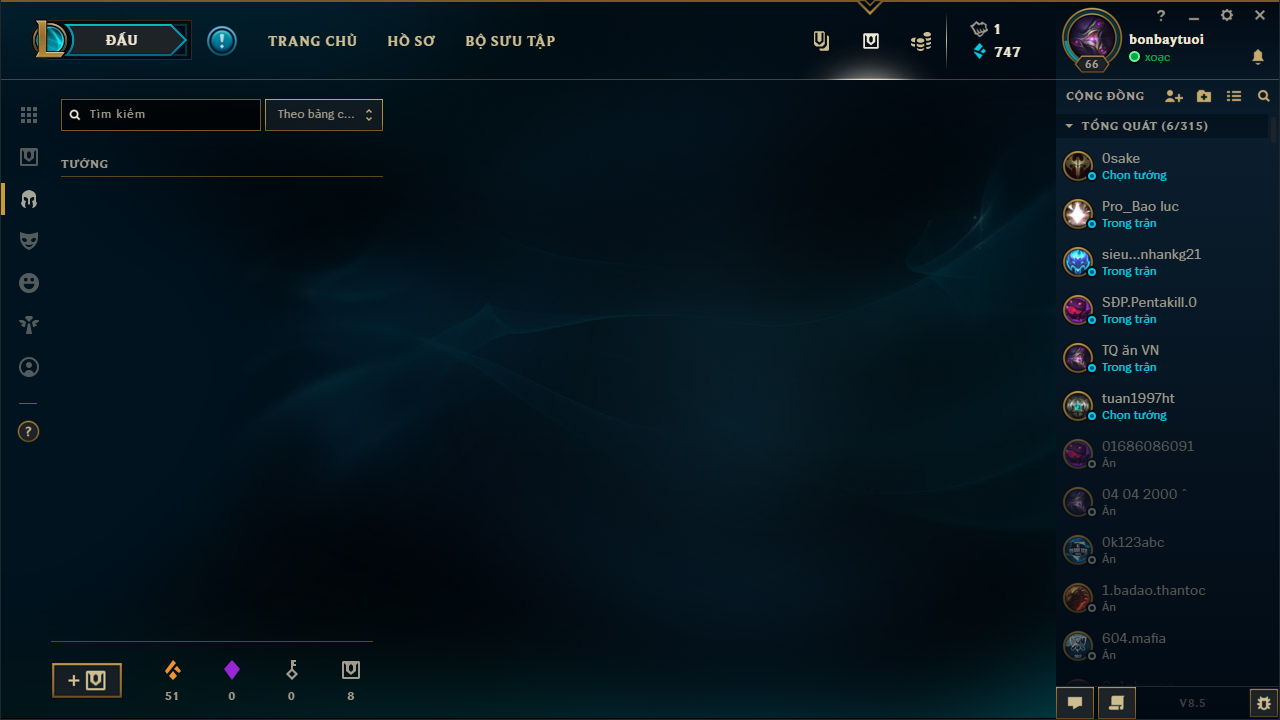 ĐẤU
TRANG CHỦ
HỒ SƠ
BỘ SƯU TẬP
1
747
66
bonbaytuoi
xoạc
CỘNG ĐỒNG
TỔNG QUÁT (6/315)
Tìm kiếm
Theo bảng c...
TƯỚNG
0sake
Chọn tướng
Pro_Bao luc
Trong trận
sieu...nhankg21
Trong trận
SĐP.Pentakill.0
Trong trận
TQ ăn VN
Trong trận
tuan1997ht
Chọn tướng
01686086091
Ẩn
04 04 2000 ˆ
Ẩn
0k123abc
Ẩn
1.badao.thantoc
Ẩn
604.mafia
Ẩn
51
0
0
8
V8.5